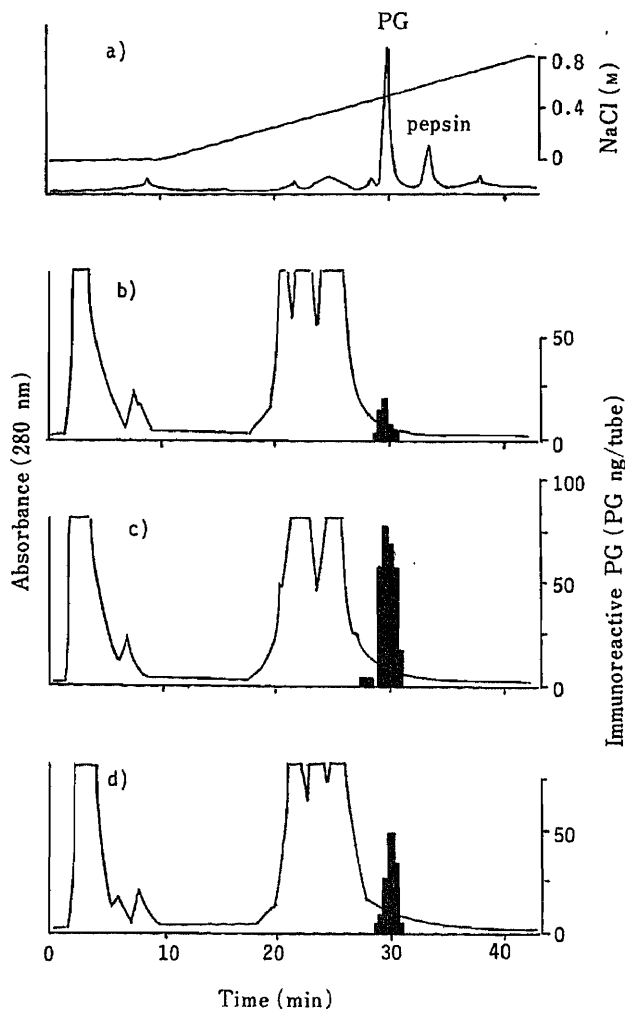 PG
a)
pepsin
0.8
0.4
0
NaCl (M)
b)
50
0
c)
100
50
0
d)
50
0
0
10
20
30
40
Time (min)
Absorbance (280 nm)
Immunoreactive PG (PG ng/tube)